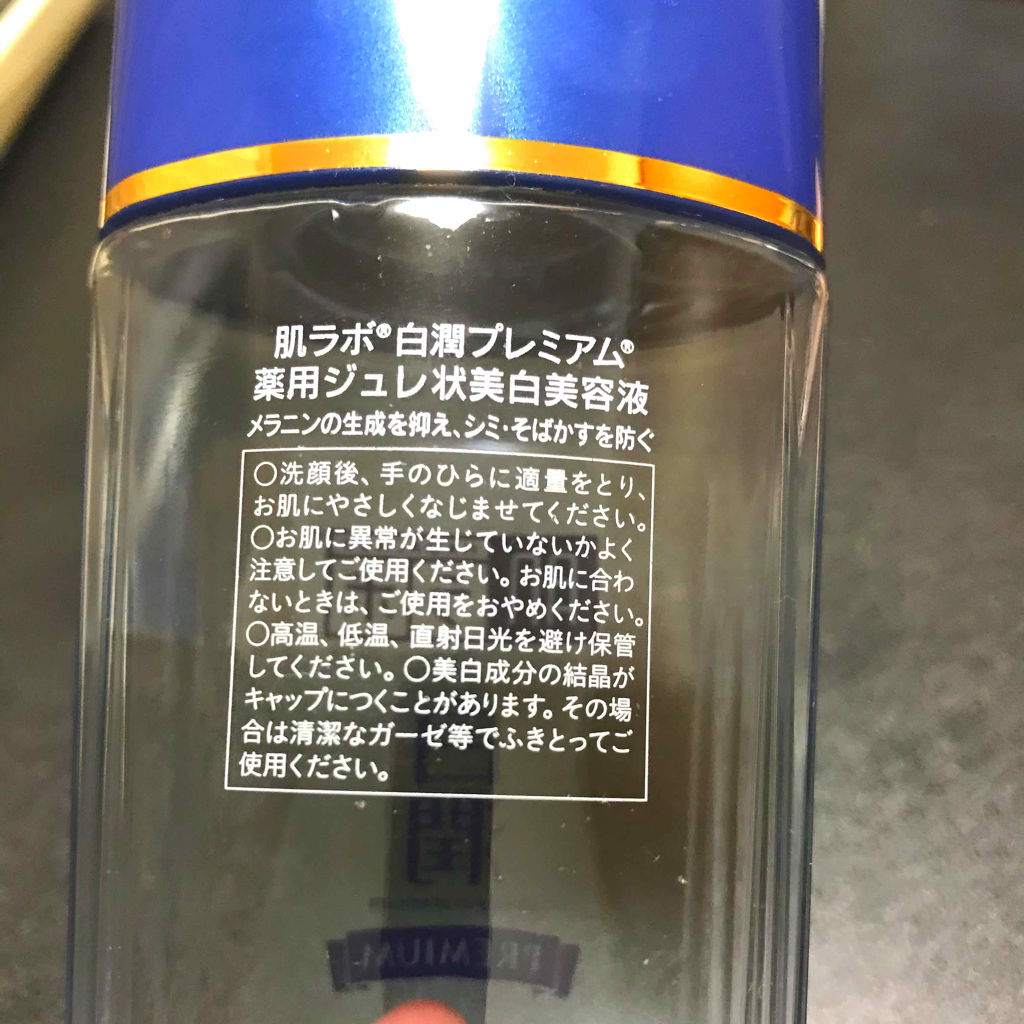 肌ラボ®白潤プレミアム®
薬用ジュレ状美白美容液
メラニンの生成を抑え、シミ・そばかすを防ぐ
○洗顔後、手のひらに適量をとり、
お肌にやさしくなじませてください。
○お肌に異常が生じていないかよく
注意してご使用ください。お肌に合わ
ないときは、ご使用をおやめください。
○高温、低温、直射日光を避け保管
してください。○美白成分の結晶が
キャップにつくことがあります。その場
合は清潔なガーゼ等でふきとってご
使用ください。
PREMIUM